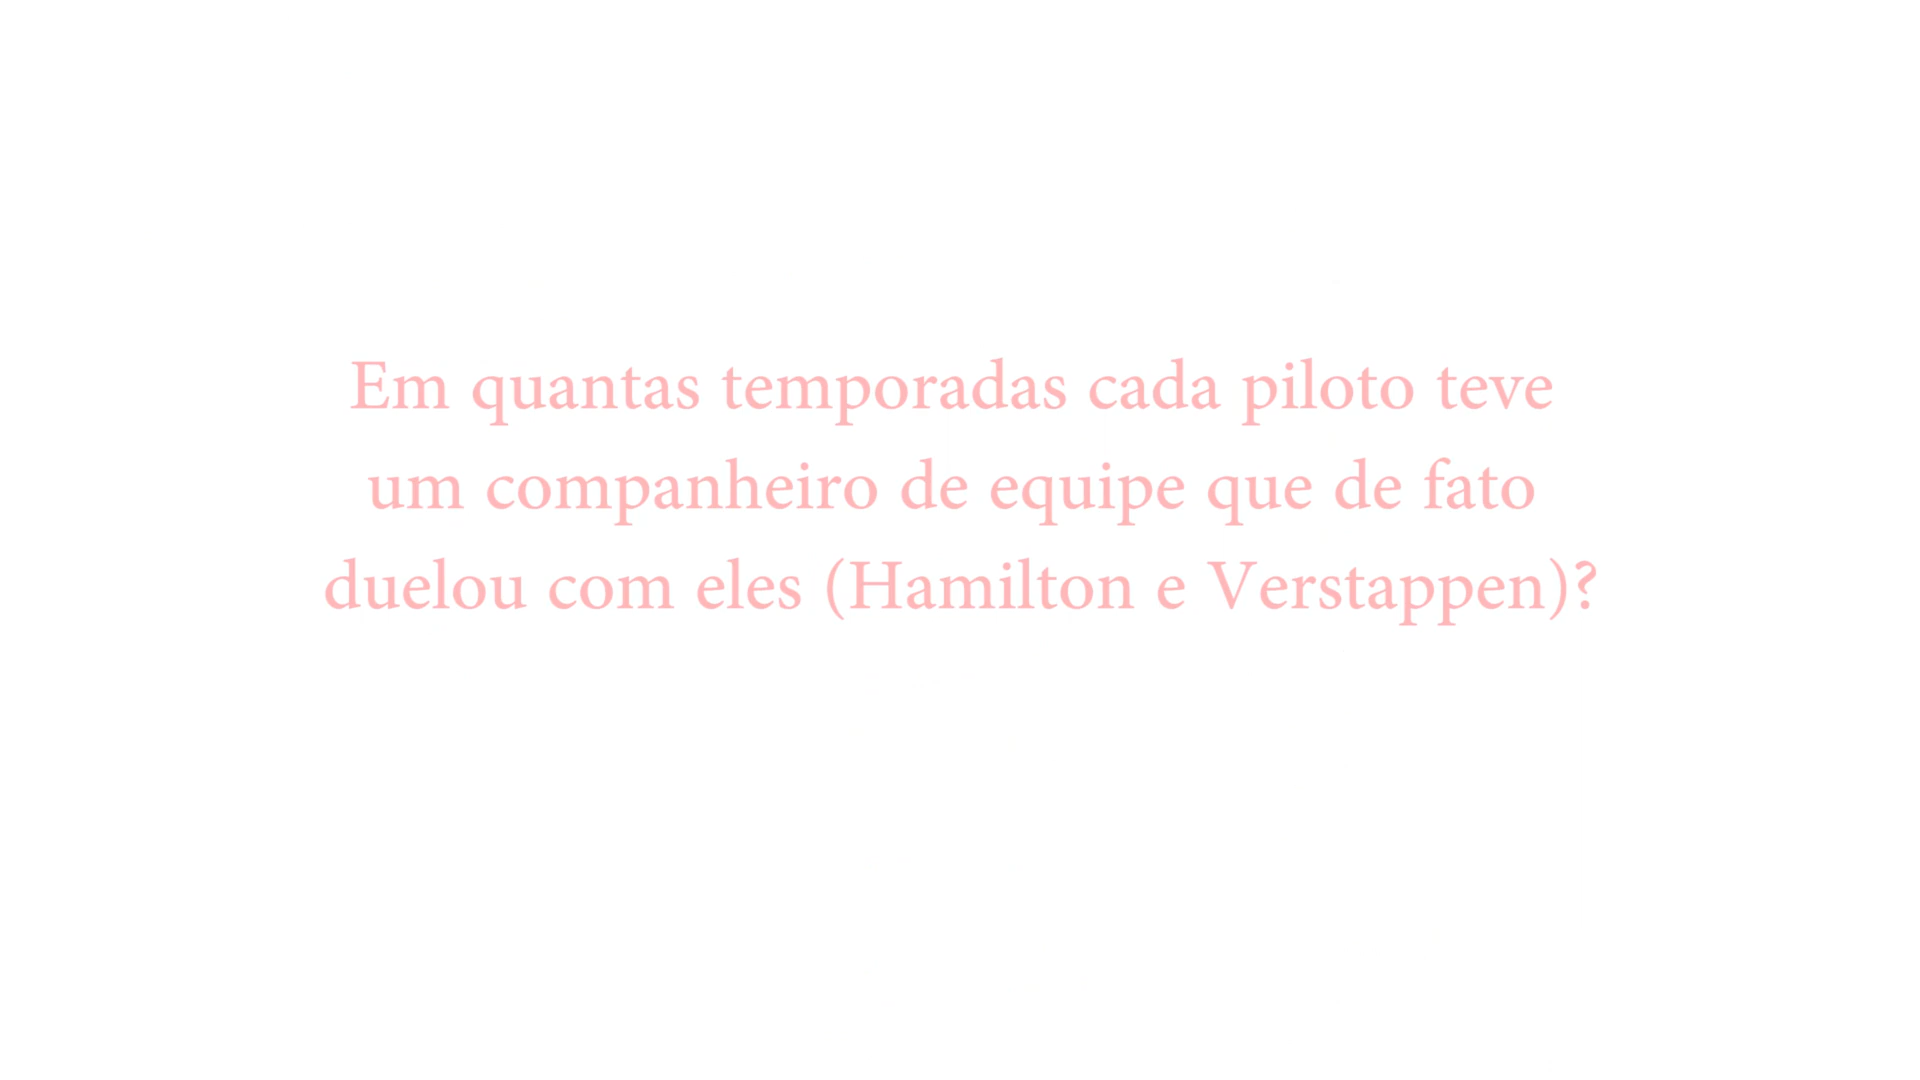 Em quantas temporadas cada piloto teve
um companheiro de equipe que de fato
duelou com eles (Hamilton e Verstappen)?